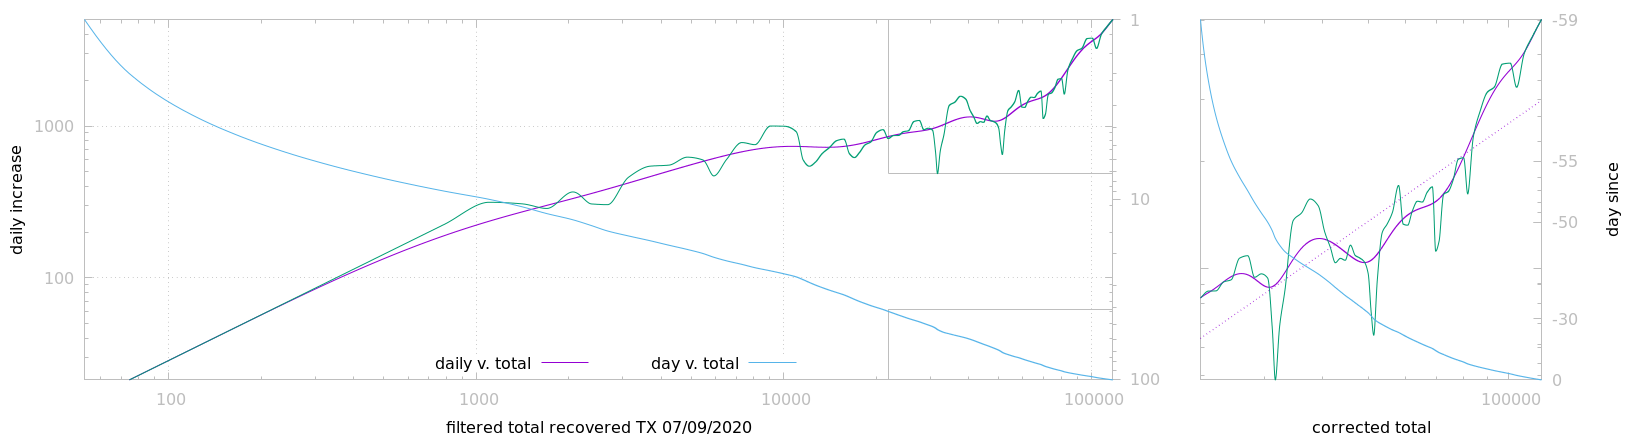 daily increase
1000
100
100
1000
10000
100000
filtered total recovered TX 07/09/2020
daily v. total
day v. total
1
10
100
-59
-55
-50
-30
0
day since
100000
corrected total